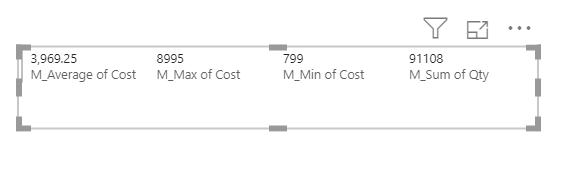 3,969.25 8995 799 91108
M_Average of Cost M_Max of Cost M_Min of Cost M_Sum of Qty